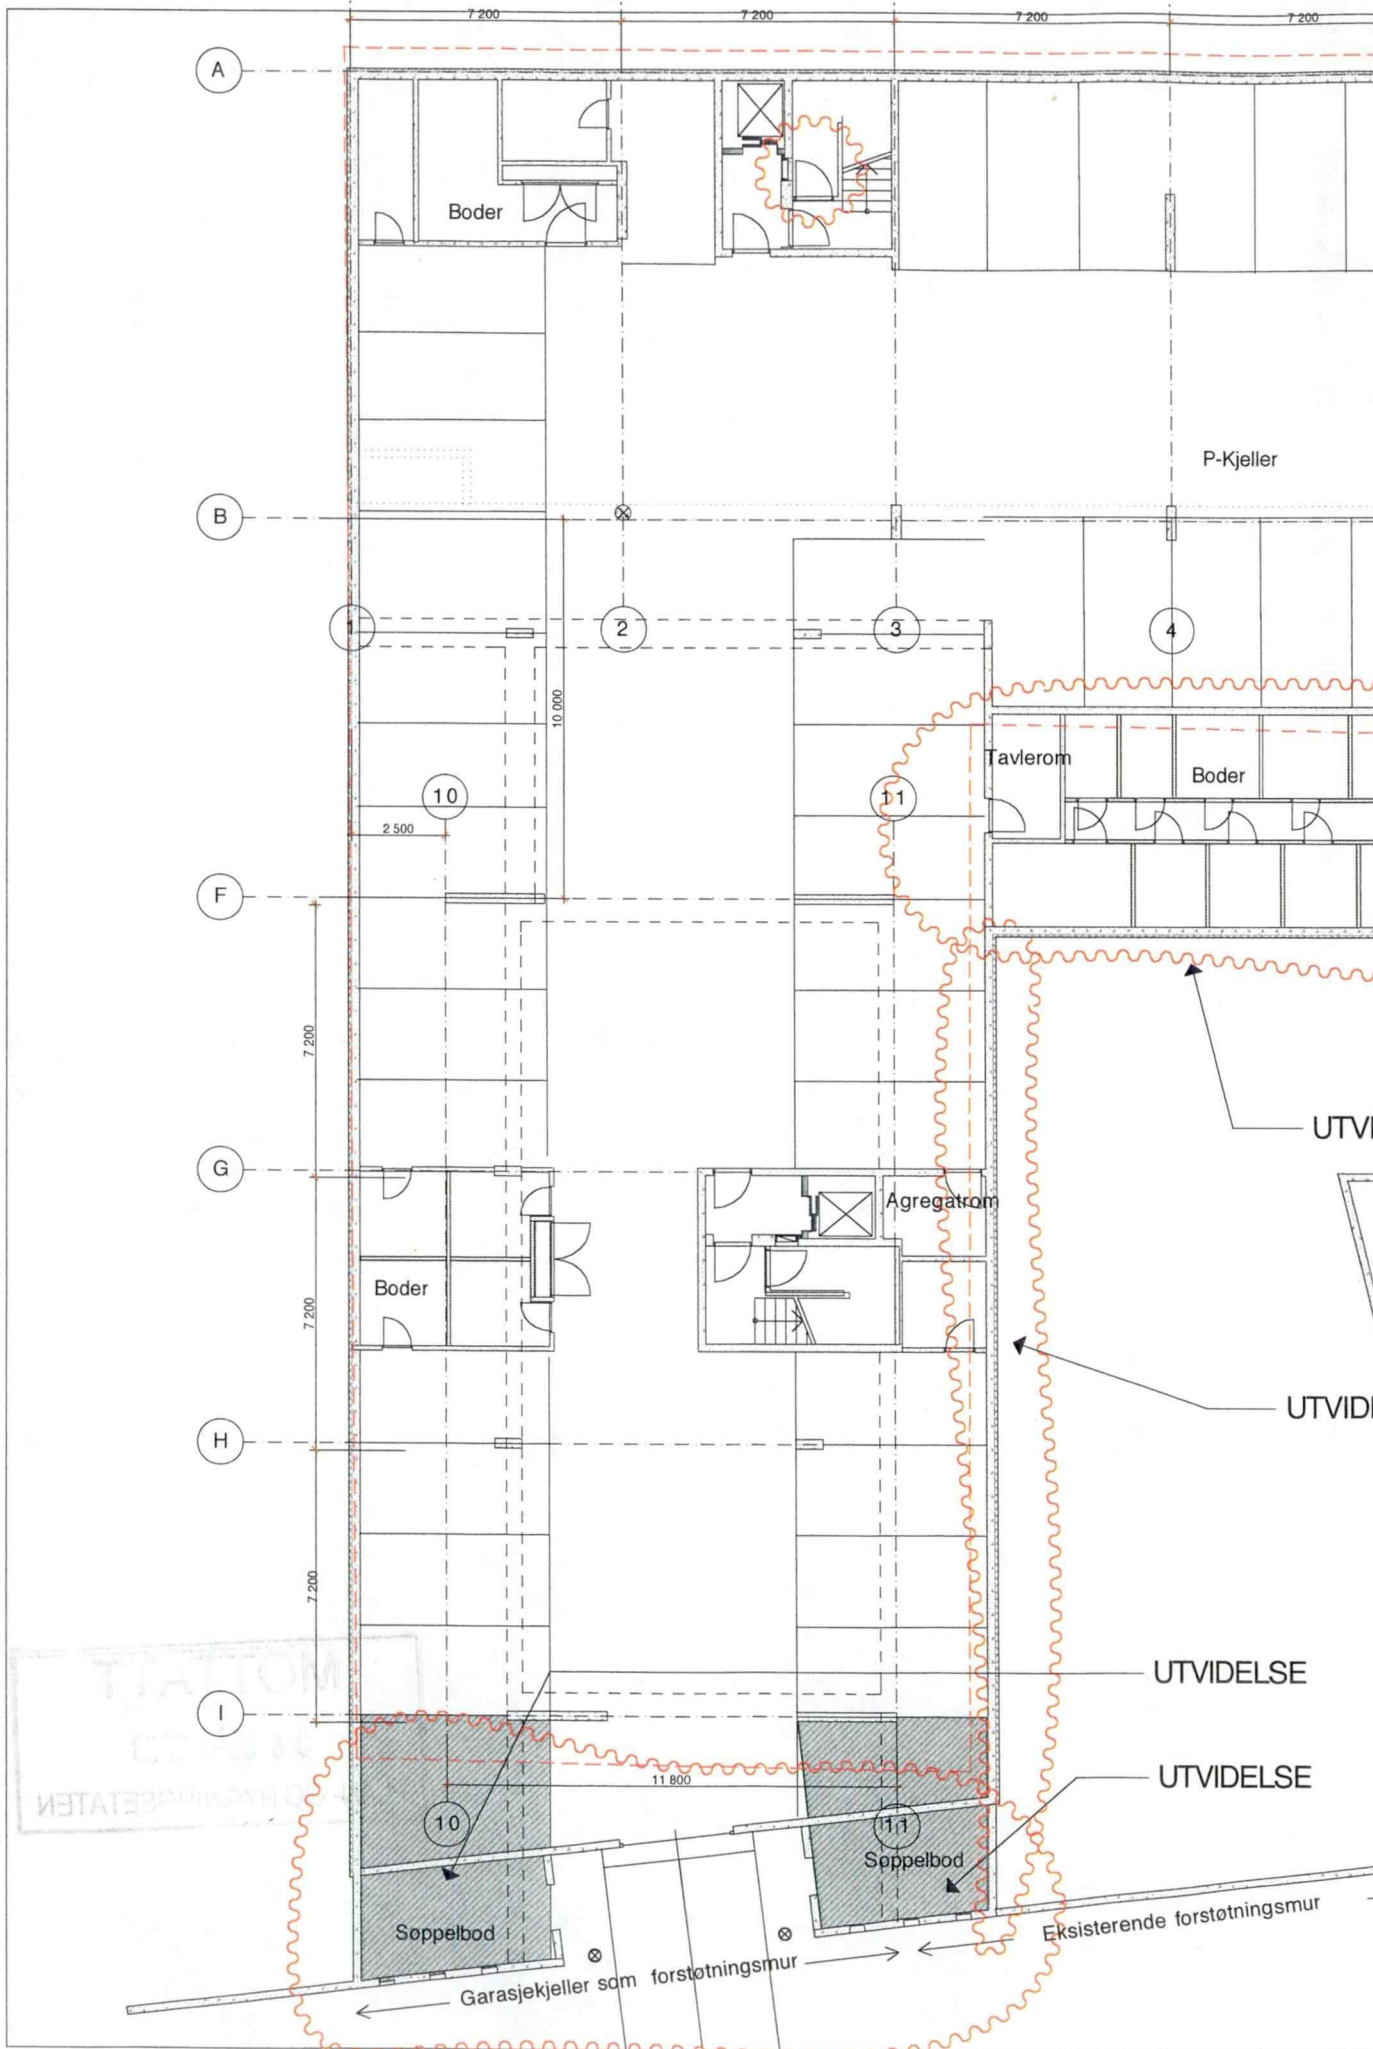 7 200
7 200
7 200
7 200
A
Boder
P-Kjeller
B
1
2
3
4
10 000
Tavlerom
Boder
10
11
2 500
F
7 200
UTVI
G
Agregatrom
Boder
7 200
UTVID
H
7 200
MOTTATT
UTVIDELSE
I
11 800
UTVIDELSE
10
11
Søppelbod
Søppelbod
Eksisterende forstøtningsmur
Garasjekjeller som forstøtningsmur